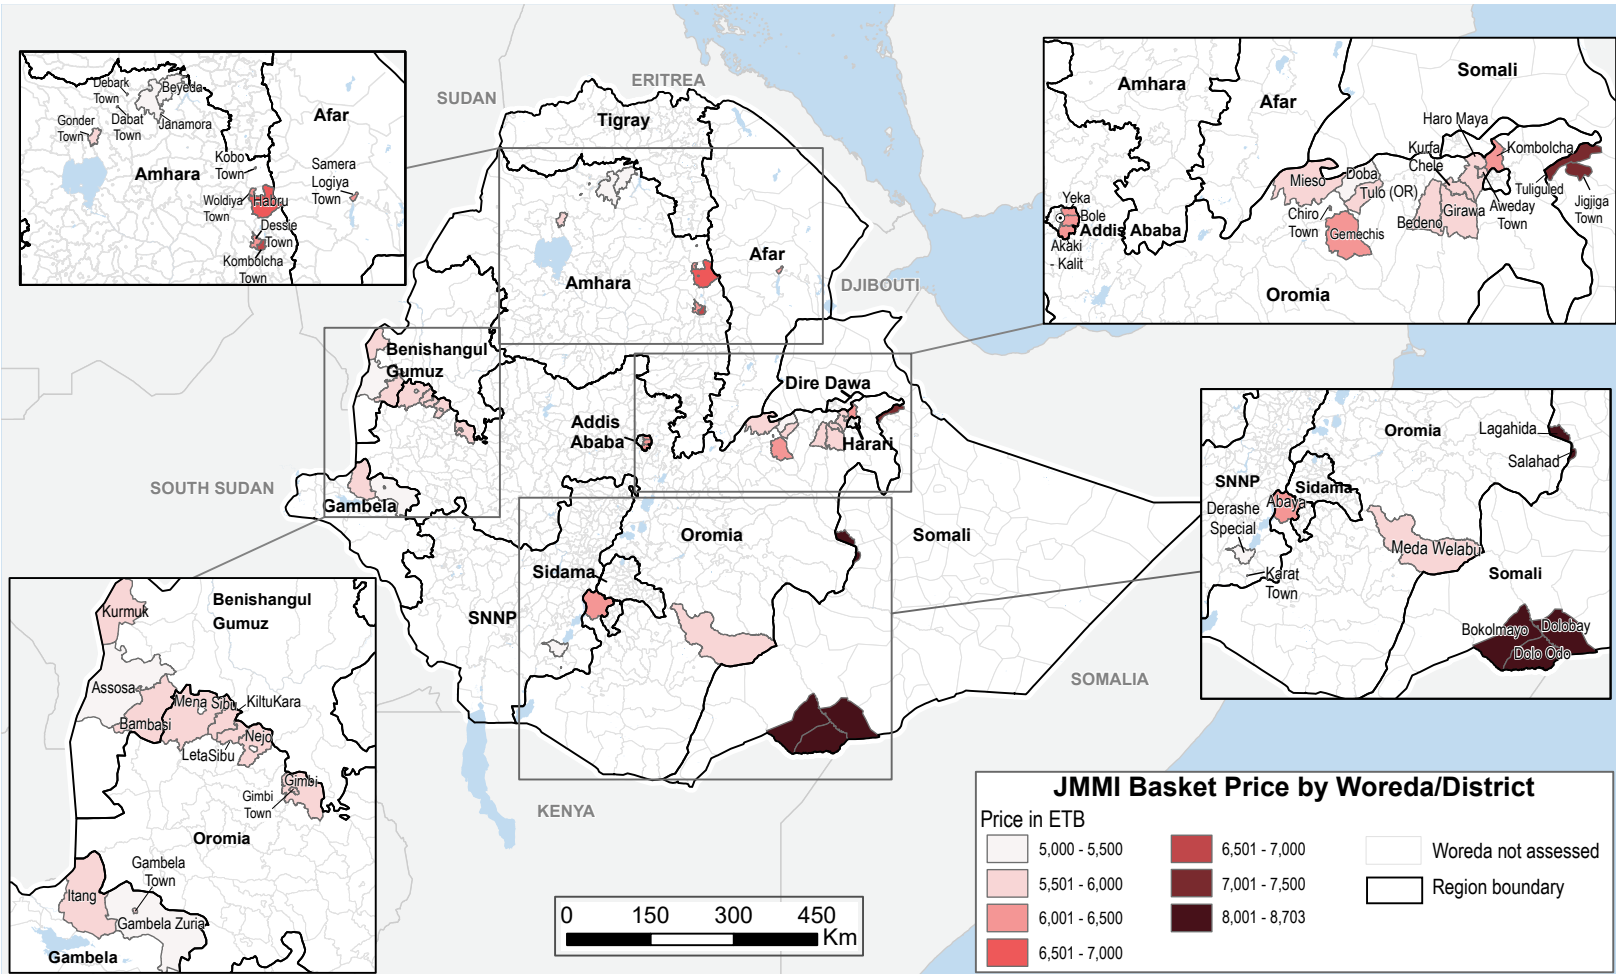 ERITREA
SUDAN
Tigray
Amhara
Afar
DJIBOUTI
Benishangul
Gumuz
Addis
Ababa
Dire Dawa
Harari
SOUTH SUDAN
Gambela
Oromia
Somali
Sidama
SNNP
SOMALIA
KENYA
Debark
Town
Beyeda
Gonder
Town
Dabat
Town
Janamora
Afar
Kobo
Town
Amhara
Samera
Logiya
Town
Woldiya
Town
Habru
Dessie
Town
Kombolcha
Town
Amhara
Afar
Somali
Haro Maya
Kurfa
Chele
Kombolcha
Doba
Mieso
Tulo (OR)
Tuliguled
Yeka
Bole
Addis Ababa
Akaki
- Kalit
Chiro
Town
Gemechis
Bedeno
Girawa
Aweday
Town
Jigjiga
Town
Oromia
Oromia
Lagahida
Salahad
SNNP
Sidama
Derashe
Special
Abaya
Meda Welabu
Karat
Town
Somali
Bokolmayo
Dolobay
Dolo Odo
Kurmuk
Benishangul
Gumuz
Assosa
Mena Sibu
KiltuKara
Bambasi
Nejo
LetaSibu
Gimbi
Gimbi
Town
Oromia
Gambela
Town
Itang
Gambela Zuria
Gambela
0 150 300 450
Km
JMMI Basket Price by Woreda/District
Price in ETB
5,000 - 5,500
5,501 - 6,000
6,001 - 6,500
6,501 - 7,000
6,501 - 7,000
7,001 - 7,500
8,001 - 8,703
Woreda not assessed
Region boundary